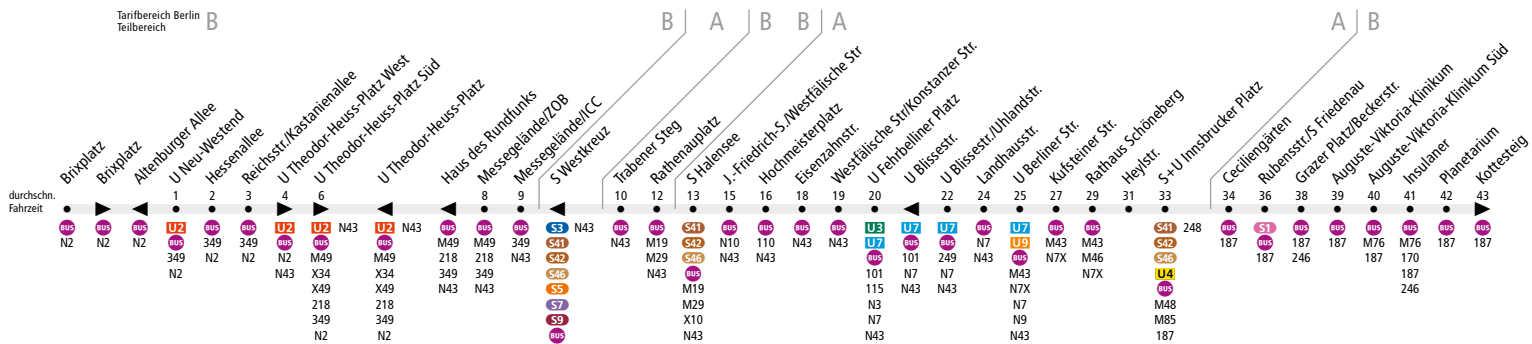 Tarifbereich Berlin
Teilbereich
B
B
A
B
B
A
A
B
Brixplatz
Brixplatz
Altenburger Allee
U Neu-Westend
Hessenallee
Reichsstr./Kastanienallee
U Theodor-Heuss-Platz West
U Theodor-Heuss-Platz Süd
U Theodor-Heuss-Platz
Haus des Rundfunks
Messegelände/ZOB
Messegelände/ICC
S Westkreuz
Trabener Steg
Rathenauplatz
S Halensee
J.-Friedrich-S./Westfälische Str
Hochmeisterplatz
Eisenzahnstr.
Westfälische Str/Konstanzer Str.
U Fehrbelliner Platz
U Blissestr.
U Blissestr./Uhlandstr.
Landhausstr.
U Berliner Str.
Kufsteiner Str.
Rathaus Schöneberg
Heylstr.
S+U Innsbrucker Platz
Ceciliengärten
Rubensstr./S Friedenau
Grazer Platz/Beckerstr.
Auguste-Viktoria-Klinikum
Auguste-Viktoria-Klinikum Süd
Insulaner
Planetarium
Kottesteig
durchschn.
Fahrzeit
1 2 3 4 6 8 9 10 12 13 15 16 18 19 20 22 24 25 27 29 31 33 34 36 38 39 40 41 42 43
BUS
N2
BUS
N2
BUS
N2
U2
BUS
349
N2
BUS
349
N2
BUS
349
N2
U2
BUS
N2
N43
U2 N43
BUS
M49
X34
X49
218
349
N2
U2 N43
BUS
M49
X34
X49
218
349
N2
BUS
M49
218
349
N43
BUS
M49
218
349
N43
BUS
349
N43
S3 N43
S41
S42
S46
S5
S7
S9
BUS
BUS
N43
BUS
M19
M29
N43
S41
S42
S46
BUS
M19
M29
X10
N43
BUS
N10
N43
BUS
110
N43
BUS
N43
BUS
N43
U3
U7
BUS
101
115
N3
N7
N43
U7
BUS
101
N7
N43
U7
BUS
249
N7
N43
BUS
N7
N43
U7
U9
BUS
M43
N7X
N7
N9
N43
BUS
M43
N7X
BUS
M43
M46
N7X
S41 248
S42
S46
U4
BUS
M48
M85
187
BUS
187
S1
BUS
187
BUS
187
246
BUS
187
BUS
M76
187
BUS
M76
170
187
246
BUS
187
BUS
187